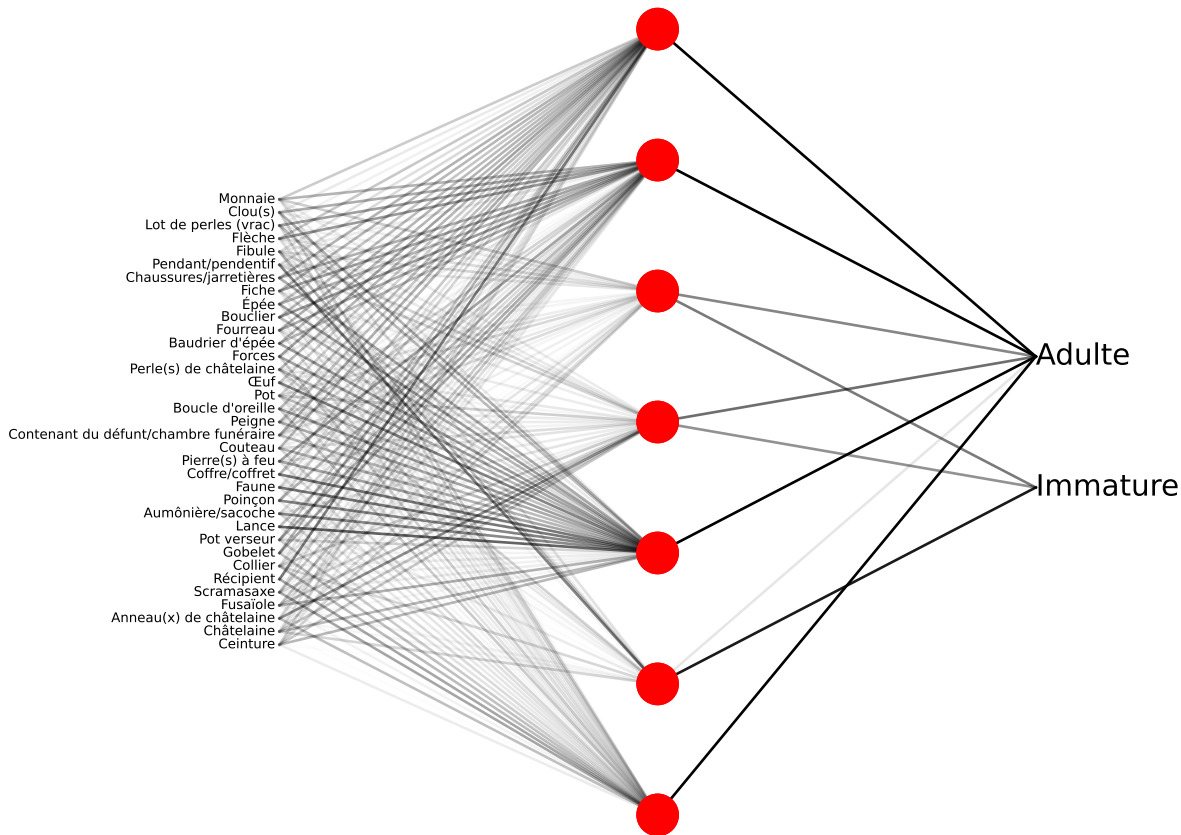 Monnaie
Clou(s)
Lot de perles (vrac)
Flèche
Fibule
Pendant/pendentif
Chaussures/jarretières
Fiche
Épée
Bouclier
Fourreau
Baudrier d'épée
Forces
Perle(s) de châtelaine
Œuf
Pot
Boucle d'oreille
Peigne
Contenant du défunt/chambre funéraire
Couteau
Pierre(s) à feu
Coffre/coffret
Faune
Poinçon
Aumônière/sacoche
Lance
Pot verseur
Gobelet
Collier
Récipient
Scramasaxe
Fusaïole
Anneau(x) de châtelaine
Châtelaine
Ceinture
Adulte
Immature